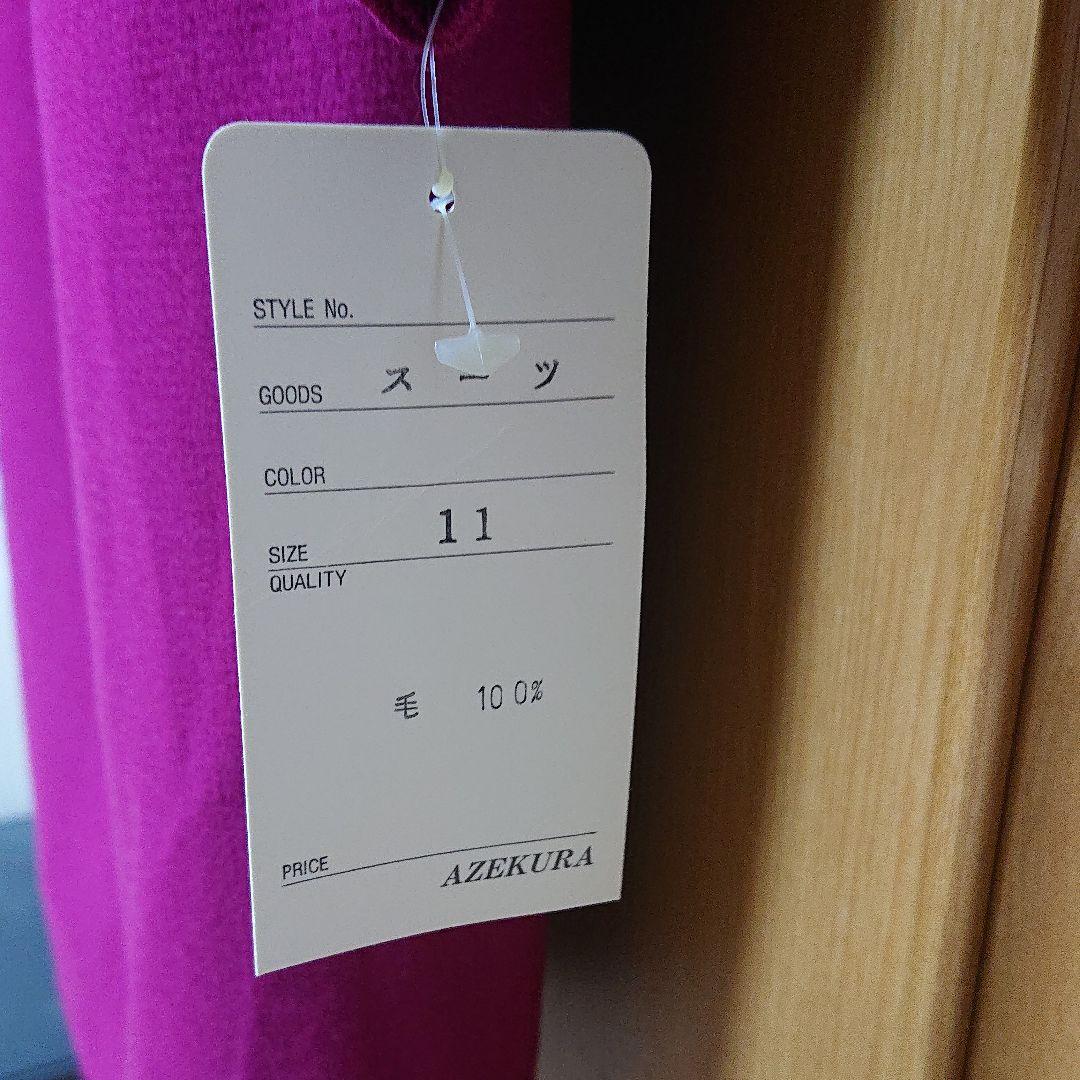 STYLE No.
GOODS スーツ
COLOR
SIZE 11
QUALITY
毛 100%
PRICE
AZEKURA